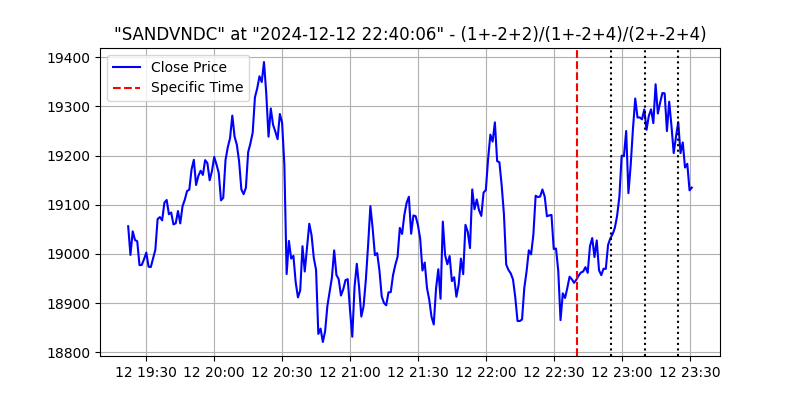 "SANDVNDC" at "2024-12-12 22:40:06" - (1+-2+2)/(1+-2+4)/(2+-2+4)
Close Price
Specific Time
19400
19300
19200
19100
19000
18900
18800
12 19:30 12 20:00 12 20:30 12 21:00 12 21:30 12 22:00 12 22:30 12 23:00 12 23:30